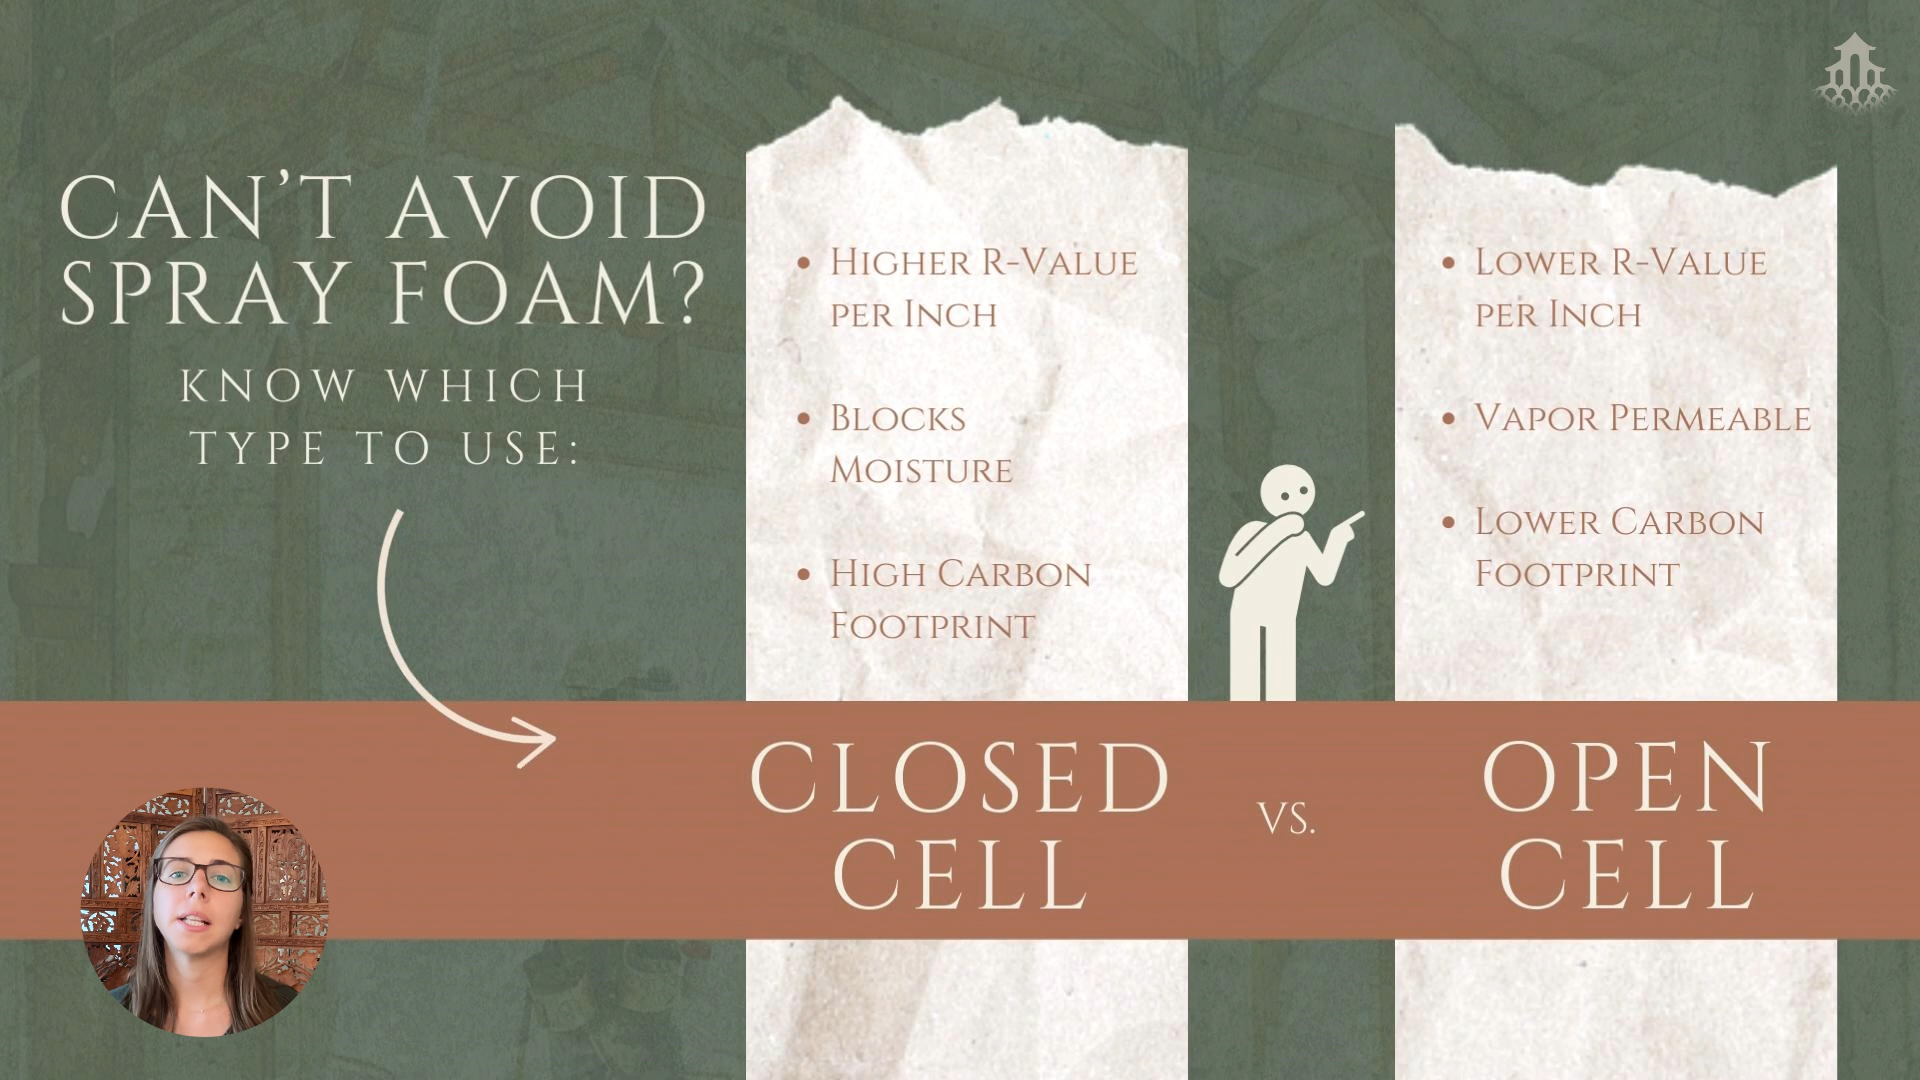 CAN'T AVOID
SPRAY FOAM?
KNOW WHICH
TYPE TO USE:
• HIGHER R-VALUE
PER INCH
• BLOCKS
MOISTURE
• HIGH CARBON
FOOTPRINT
• LOWER R-VALUE
PER INCH
• VAPOR PERMEABLE
• LOWER CARBON
FOOTPRINT
CLOSED
CELL
VS.
OPEN
CELL